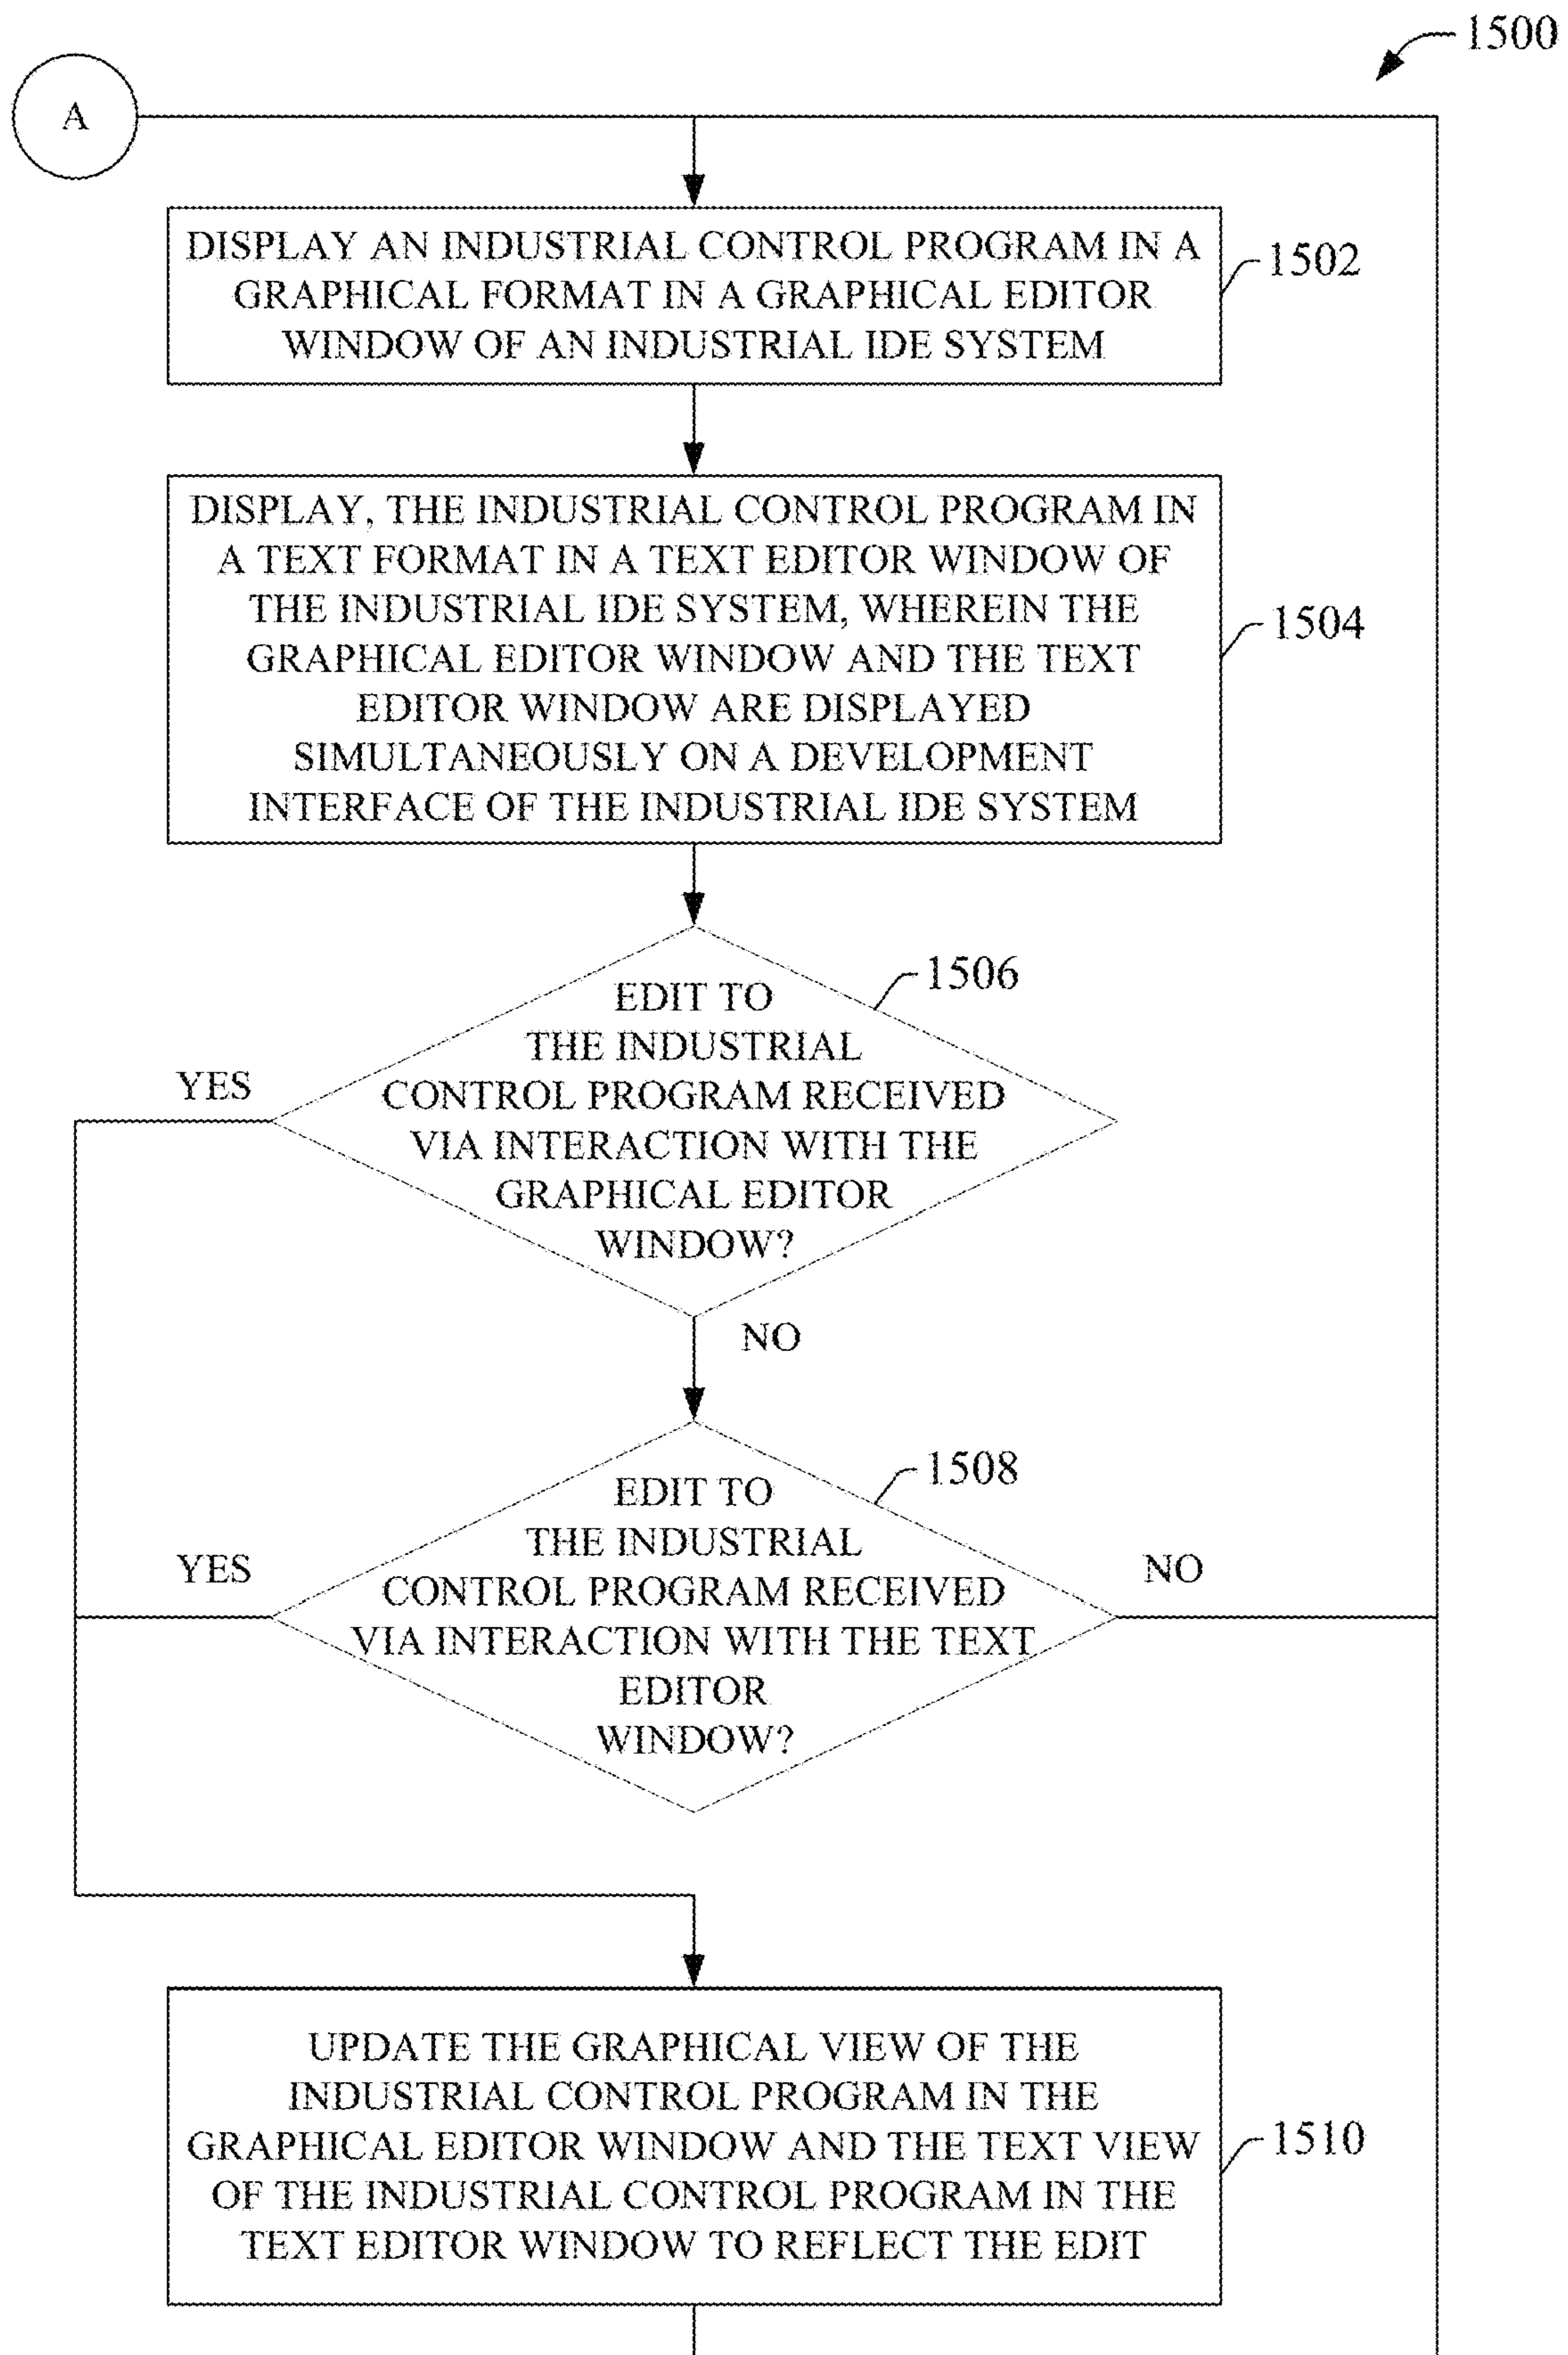 1500
A
DISPLAY AN INDUSTRIAL CONTROL PROGRAM IN A
GRAPHICAL FORMAT IN A GRAPHICAL EDITOR
WINDOW OF AN INDUSTRIAL IDE SYSTEM
1502
DISPLAY, THE INDUSTRIAL CONTROL PROGRAM IN
A TEXT FORMAT IN A TEXT EDITOR WINDOW OF
THE INDUSTRIAL IDE SYSTEM, WHEREIN THE
GRAPHICAL EDITOR WINDOW AND THE TEXT
EDITOR WINDOW ARE DISPLAYED
SIMULTANEOUSLY ON A DEVELOPMENT
INTERFACE OF THE INDUSTRIAL IDE SYSTEM
1504
1506
EDIT TO
THE INDUSTRIAL
CONTROL PROGRAM RECEIVED
VIA INTERACTION WITH THE
GRAPHICAL EDITOR
WINDOW?
YES
NO
1508
EDIT TO
THE INDUSTRIAL
CONTROL PROGRAM RECEIVED
VIA INTERACTION WITH THE TEXT
EDITOR
WINDOW?
YES
NO
UPDATE THE GRAPHICAL VIEW OF THE
INDUSTRIAL CONTROL PROGRAM IN THE
GRAPHICAL EDITOR WINDOW AND THE TEXT VIEW
OF THE INDUSTRIAL CONTROL PROGRAM IN THE
TEXT EDITOR WINDOW TO REFLECT THE EDIT
1510